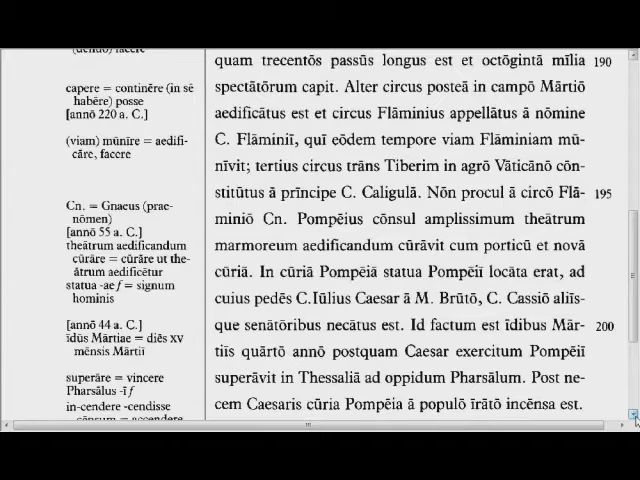 (dēnuō) facere
capere = continēre (in sē
habēre) posse
[annō 220 a. C.]
(viam) mūnīre = aedifi-
cāre, facere
Cn. = Gnaeus (prae-
nōmen)
[annō 55 a. C.]
theātrum aedificandum
cūrāre = cūrāre ut the-
ātrum aedificētur
statua -ae f = signum
hominis
[annō 44 a. C.]
īdūs Mārtiae = diēs XV
mēnsis Mārtiī
superāre = vincere
Pharsālus -ī f
in-cendere -cendisse
-cēnsum = accendere
quam trecentōs passūs longus est et octōgintā mīlia 190
spectātōrum capit. Alter circus posteā in campō Mārtiō
aedificātus est et circus Flāminius appellātus ā nōmine
C. Flāminiī, quī eōdem tempore viam Flāminiam mū-
nīvit; tertius circus trāns Tiberim in agrō Vāticānō cōn-
stitūtus ā prīncipe C. Caligulā. Nōn procul ā circō Flā- 195
miniō Cn. Pompēius cōnsul amplissimum theātrum
marmoreum aedificandum cūrāvit cum porticū et novā
cūriā. In cūriā Pompēiā statua Pompēiī locāta erat, ad
cuius pedēs C. Iūlius Caesar ā M. Brūtō, C. Cassiō aliīs-
que senātōribus necātus est. Id factum est īdibus Mār- 200
tiīs quārtō annō postquam Caesar exercitum Pompēiī
superāvit in Thessaliā ad oppidum Pharsālum. Post ne-
cem Caesaris cūria Pompēia ā populō īrātō incēnsa est.